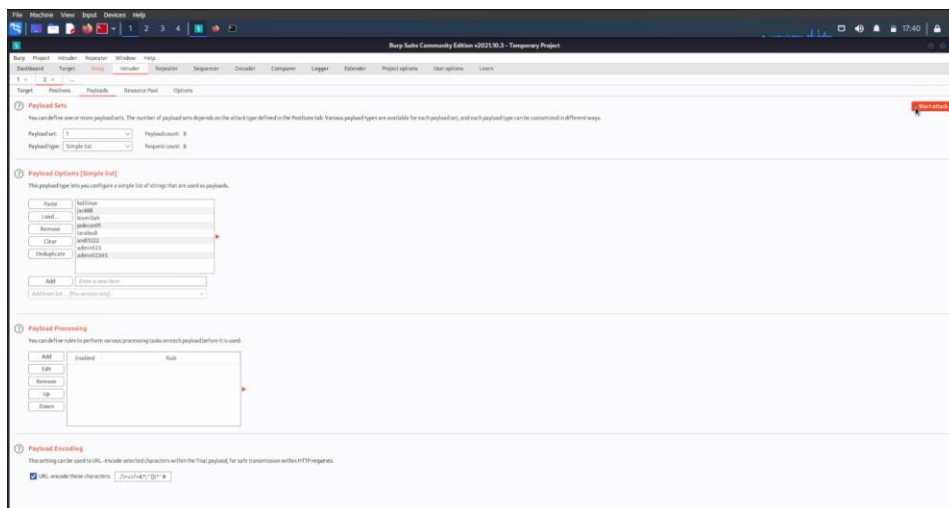 File Machine View Input Devices Help
1 2 3 4
17:40
Burp Suite Community Edition v2021.10.3 - Temporary Project
Burp Project Intruder Repeater Window Help
Dashboard Target Proxy Intruder Repeater Sequencer Decoder Comparer Logger Extender Project options User options Learn
1 × 2 × ...
Target Positions Payloads Resource Pool Options
Payload Sets
Start attack
You can define one or more payload sets. The number of payload sets depends on the attack type defined in the Positions tab. Various payload types are available for each payload set, and each payload type can be customized in different ways.
Payload set: 1 Payload count: 8
Payload type: Simple list Request count: 8
Payload Options [Simple list]
This payload type lets you configure a simple list of strings that are used as payloads.
Paste
Load ...
Remove
Clear
Deduplicate
kalilinux
admin123
admin12345
Add Enter a new item
Add from list ... [Pro version only]
Payload Processing
You can define rules to perform various processing tasks on each payload before it is used.
Add Enabled Rule
Edit
Remove
Up
Down
Payload Encoding
This setting can be used to URL-encode selected characters within the final payload, for safe transmission within HTTP requests.
URL-encode these characters: